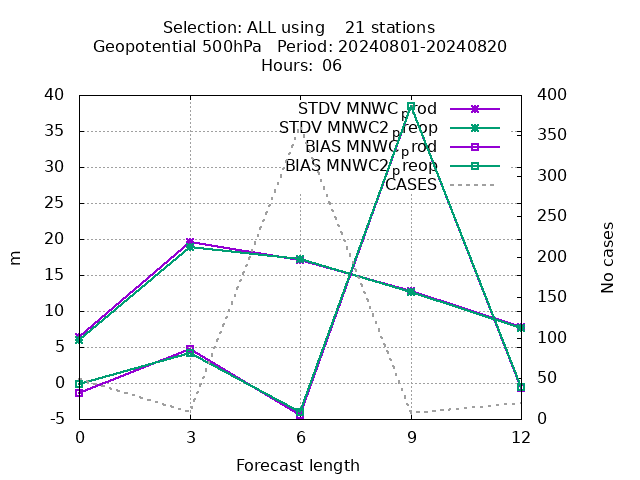 Selection: ALL using 21 stations
Geopotential 500hPa Period: 20240801-20240820
Hours: 06
STDV MNWC_prod
STDV MNWC2_preop
BIAS MNWC_prod
BIAS MNWC2_preop
CASES
40
35
30
25
20
15
10
5
0
-5
400
350
300
250
200
150
100
50
0
m
No cases
0 3 6 9 12
Forecast length